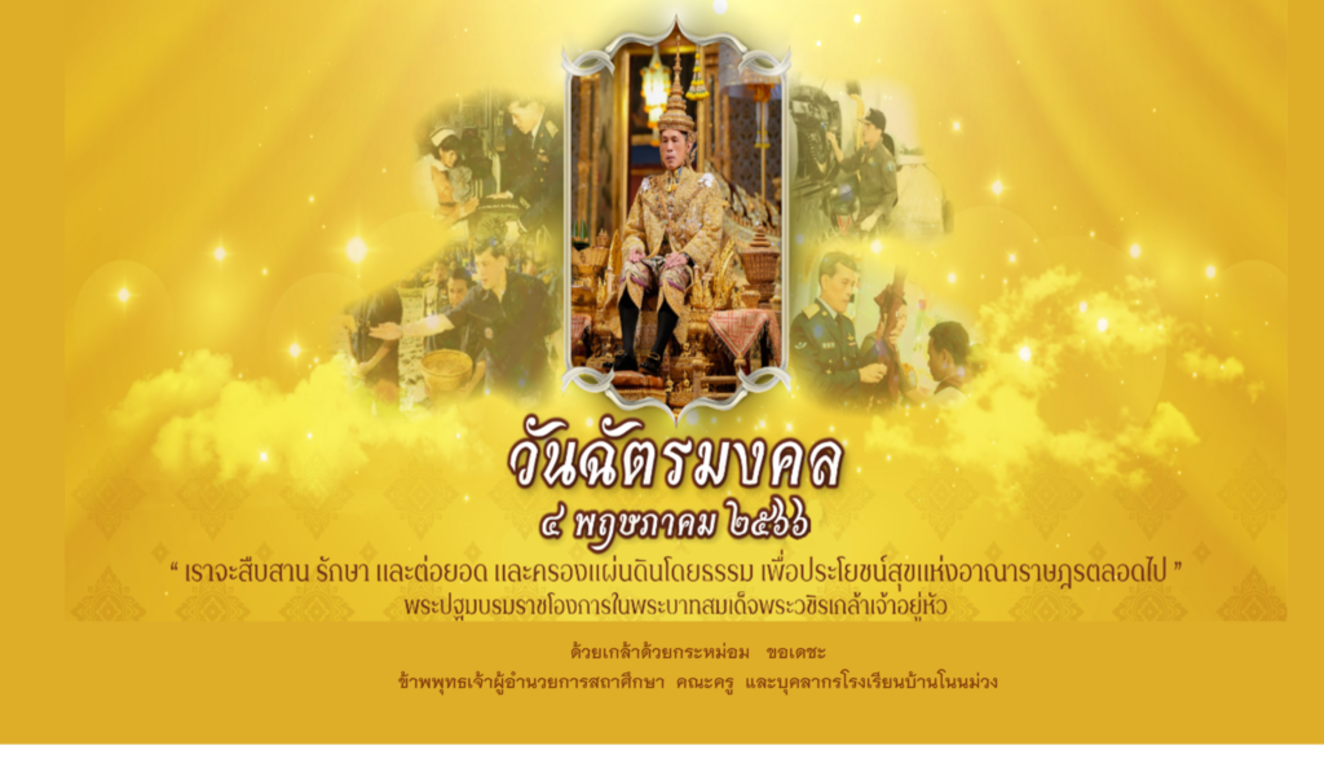 วันฉัตรมงคล
๔ พฤษภาคม ๒๕๖๖
“ เราจะสืบสาน รักษา และต่อยอด และครองแผ่นดินโดยธรรม เพื่อประโยชน์สุขแห่งอาณาราษฎรตลอดไป ”
พระปฐมบรมราชโองการในพระบาทสมเด็จพระวชิรเกล้าเจ้าอยู่หัว
ด้วยเกล้าด้วยกระหม่อม ขอเดชะ
ข้าพพุทธเจ้าผู้อำนวยการสถาศึกษา คณะครู และบุคลากรโรงเรียนบ้านโนนม่วง